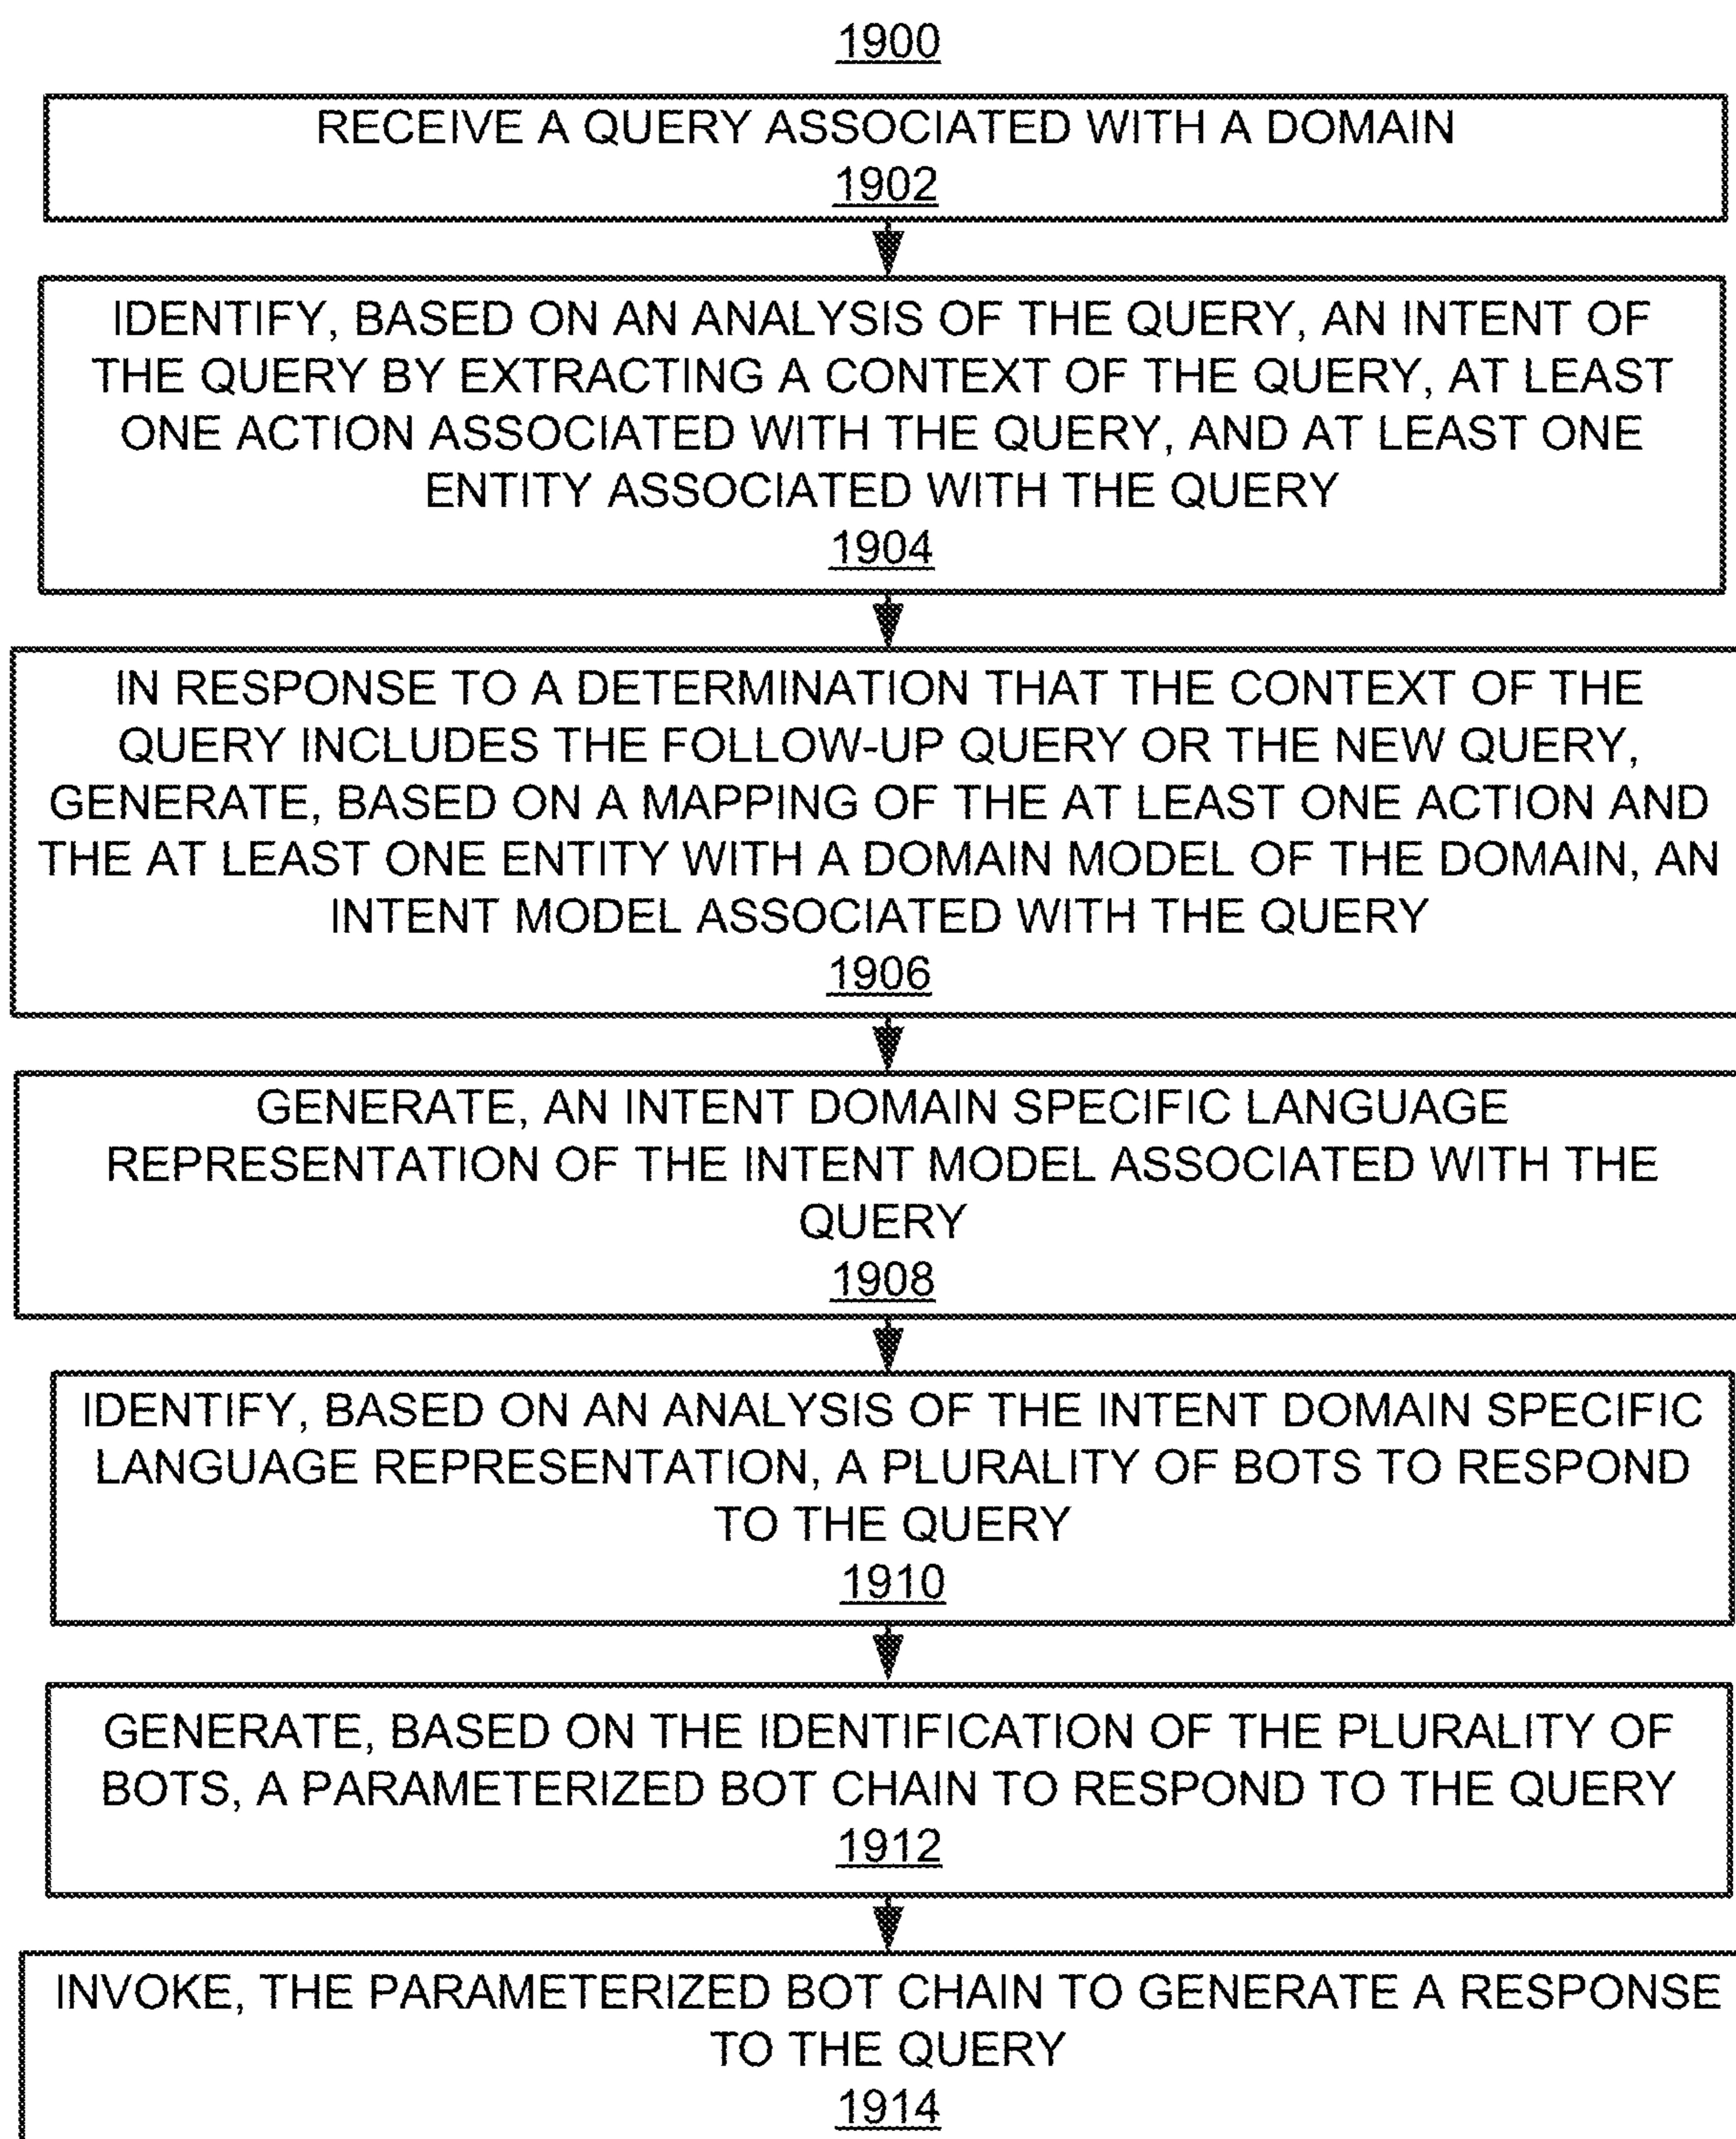 1900
RECEIVE A QUERY ASSOCIATED WITH A DOMAIN
1902
IDENTIFY, BASED ON AN ANALYSIS OF THE QUERY, AN INTENT OF
THE QUERY BY EXTRACTING A CONTEXT OF THE QUERY, AT LEAST
ONE ACTION ASSOCIATED WITH THE QUERY, AND AT LEAST ONE
ENTITY ASSOCIATED WITH THE QUERY
1904
IN RESPONSE TO A DETERMINATION THAT THE CONTEXT OF THE
QUERY INCLUDES THE FOLLOW-UP QUERY OR THE NEW QUERY,
GENERATE, BASED ON A MAPPING OF THE AT LEAST ONE ACTION AND
THE AT LEAST ONE ENTITY WITH A DOMAIN MODEL OF THE DOMAIN, AN
INTENT MODEL ASSOCIATED WITH THE QUERY
1906
GENERATE, AN INTENT DOMAIN SPECIFIC LANGUAGE
REPRESENTATION OF THE INTENT MODEL ASSOCIATED WITH THE
QUERY
1908
IDENTIFY, BASED ON AN ANALYSIS OF THE INTENT DOMAIN SPECIFIC
LANGUAGE REPRESENTATION, A PLURALITY OF BOTS TO RESPOND
TO THE QUERY
1910
GENERATE, BASED ON THE IDENTIFICATION OF THE PLURALITY OF
BOTS, A PARAMETERIZED BOT CHAIN TO RESPOND TO THE QUERY
1912
INVOKE, THE PARAMETERIZED BOT CHAIN TO GENERATE A RESPONSE
TO THE QUERY
1914